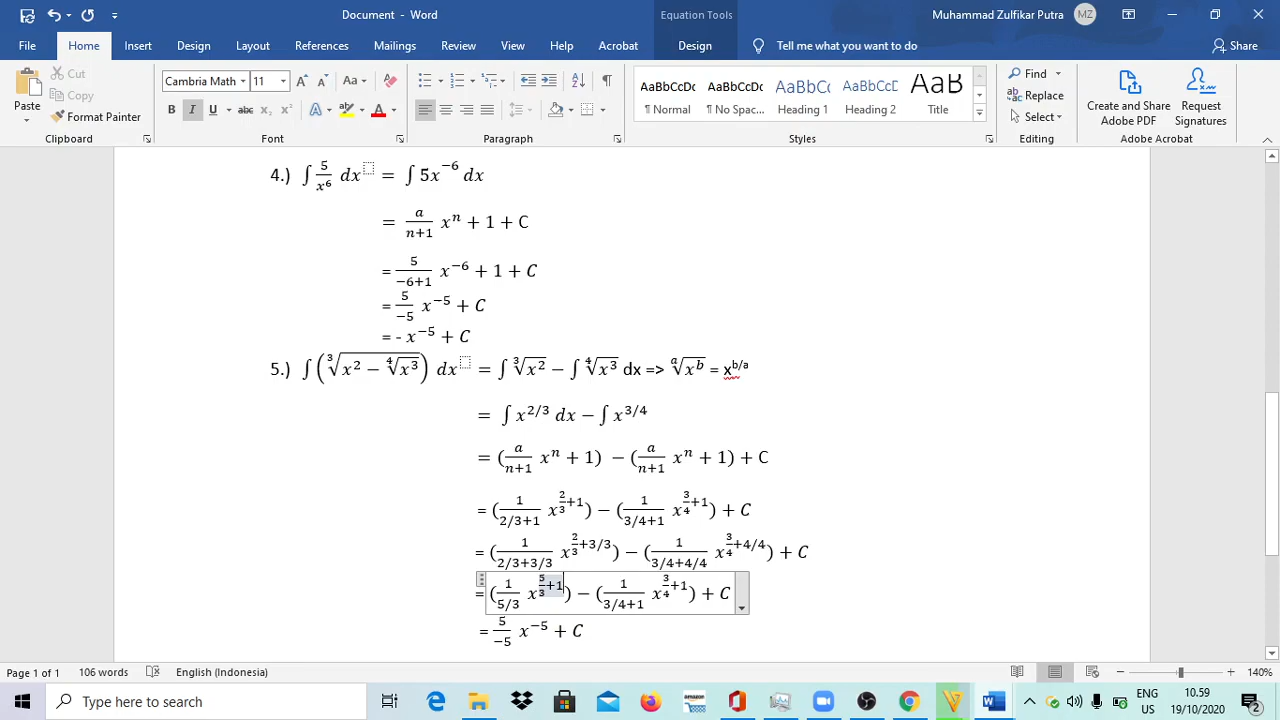 Document - Word
Equation Tools
Muhammad Zulfikar Putra MZ
File Home Insert Design Layout References Mailings Review View Help Acrobat Design Tell me what you want to do Share
Paste
Cut
Copy
Format Painter
Clipboard
Cambria Math 11
B I U abc x₂ x²
Font
Paragraph
AaBbCcDc AaBbCcDc AaBbC AaBbCcD AaB
¶ Normal ¶ No Spac... Heading 1 Heading 2 Title
Styles
Find
Replace
Select
Editing
Create and Share Adobe PDF
Request Signatures
Adobe Acrobat
4.) ∫ 5/x⁶ dx = ∫ 5x⁻⁶ dx
= a/(n+1) xⁿ + 1 + C
= 5/(−6+1) x⁻⁶ + 1 + C
= 5/−5 x⁻⁵ + C
= - x⁻⁵ + C
5.) ∫(∛(x² − ∜x³)) dx = ∫ ∛x² − ∫ ∜x³ dx => ᵃ√xᵇ = x^b/a
= ∫ x^2/3 dx − ∫ x^3/4
= (a/(n+1) xⁿ + 1) − (a/(n+1) xⁿ + 1) + C
= (1/(2/3+1) x^(2/3+1)) − (1/(3/4+1) x^(3/4+1)) + C
= (1/(2/3+3/3) x^(2/3+3/3)) − (1/(3/4+4/4) x^(3/4+4/4)) + C
= (1/(5/3) x^(5/3+1)) − (1/(3/4+1) x^(3/4+1)) + C
= 5/−5 x⁻⁵ + C
Page 1 of 1 106 words English (Indonesia) 140%
Type here to search
ENG US
10.59
19/10/2020
2